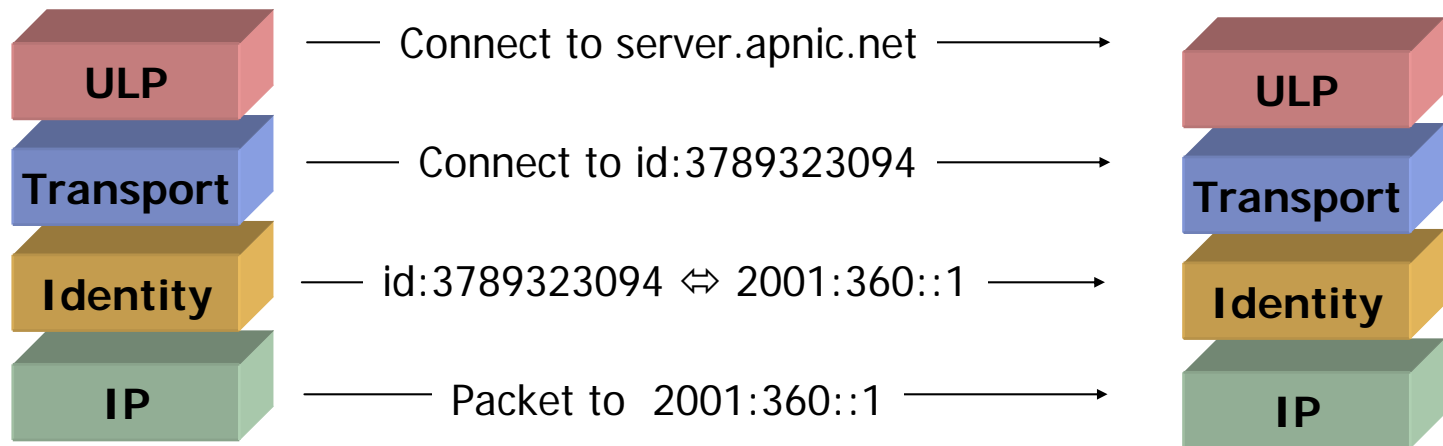 ULP
Connect to server.apnic.net
ULP
Transport
Connect to id:3789323094
Transport
Identity
id:3789323094 ⬄ 2001:360::1
Identity
IP
Packet to 2001:360::1
IP